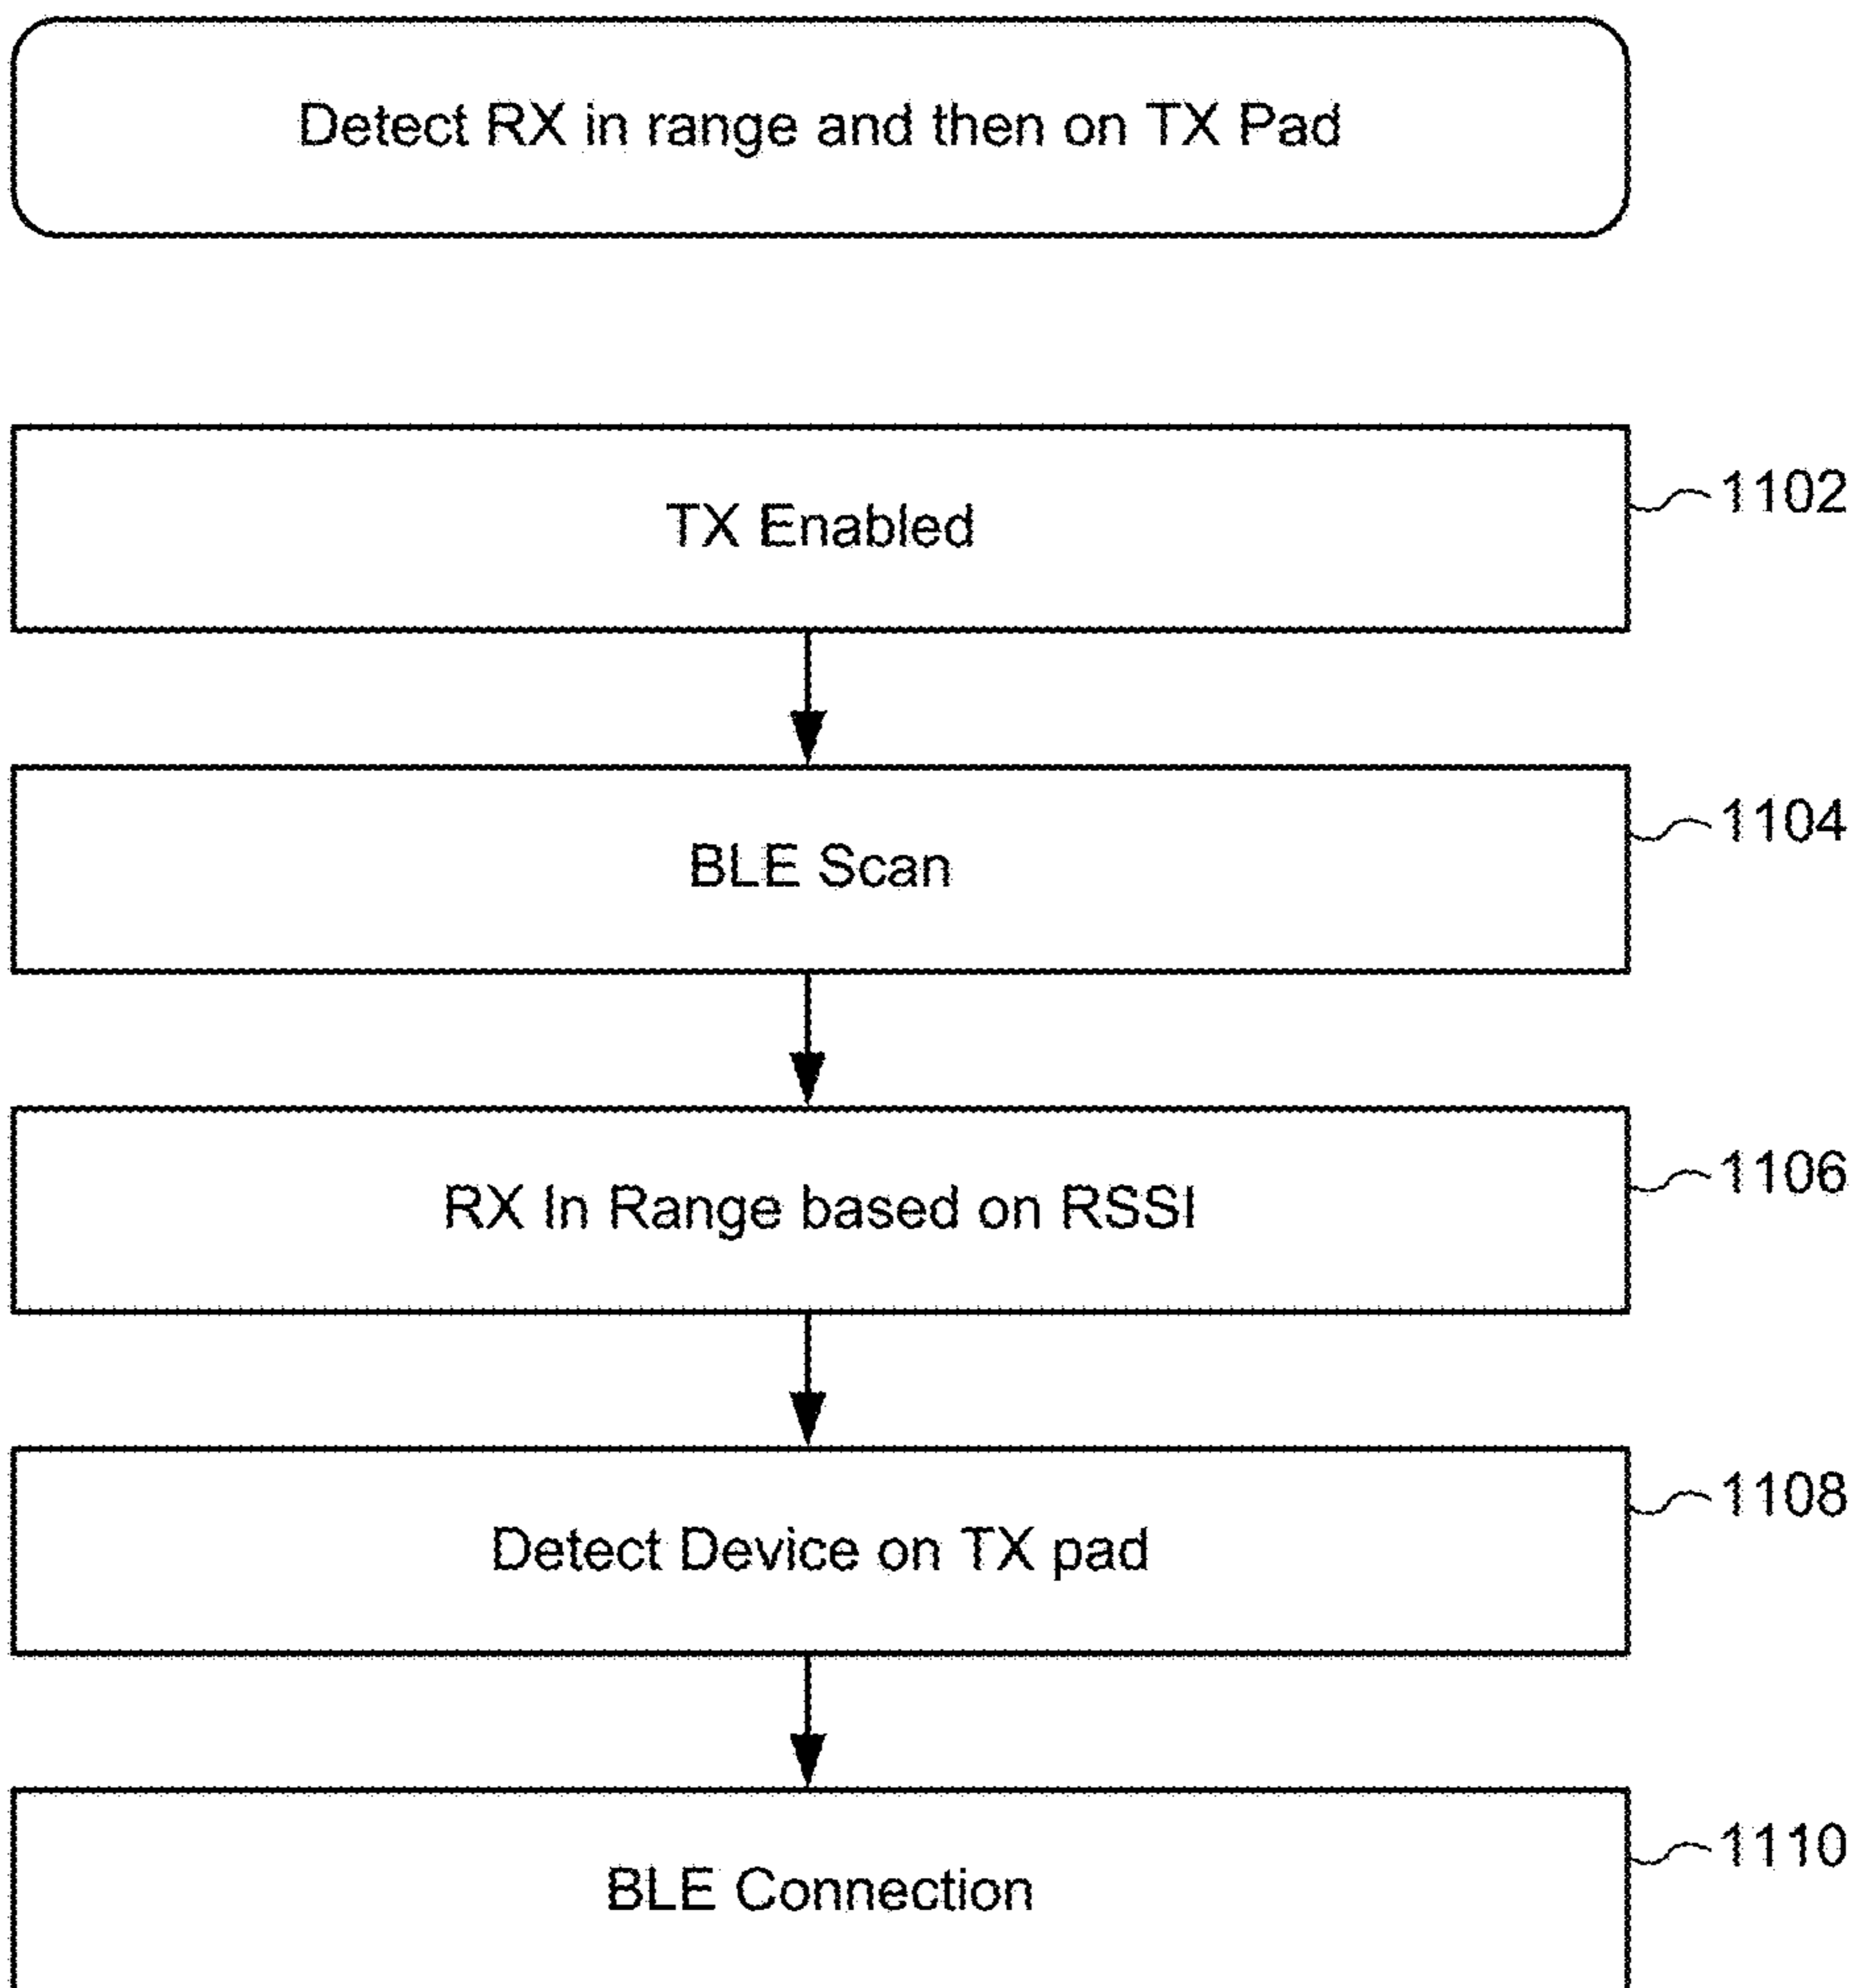 Detect RX in range and then on TX Pad
TX Enabled
1102
BLE Scan
1104
RX In Range based on RSSI
1106
Detect Device on TX pad
1108
BLE Connection
1110